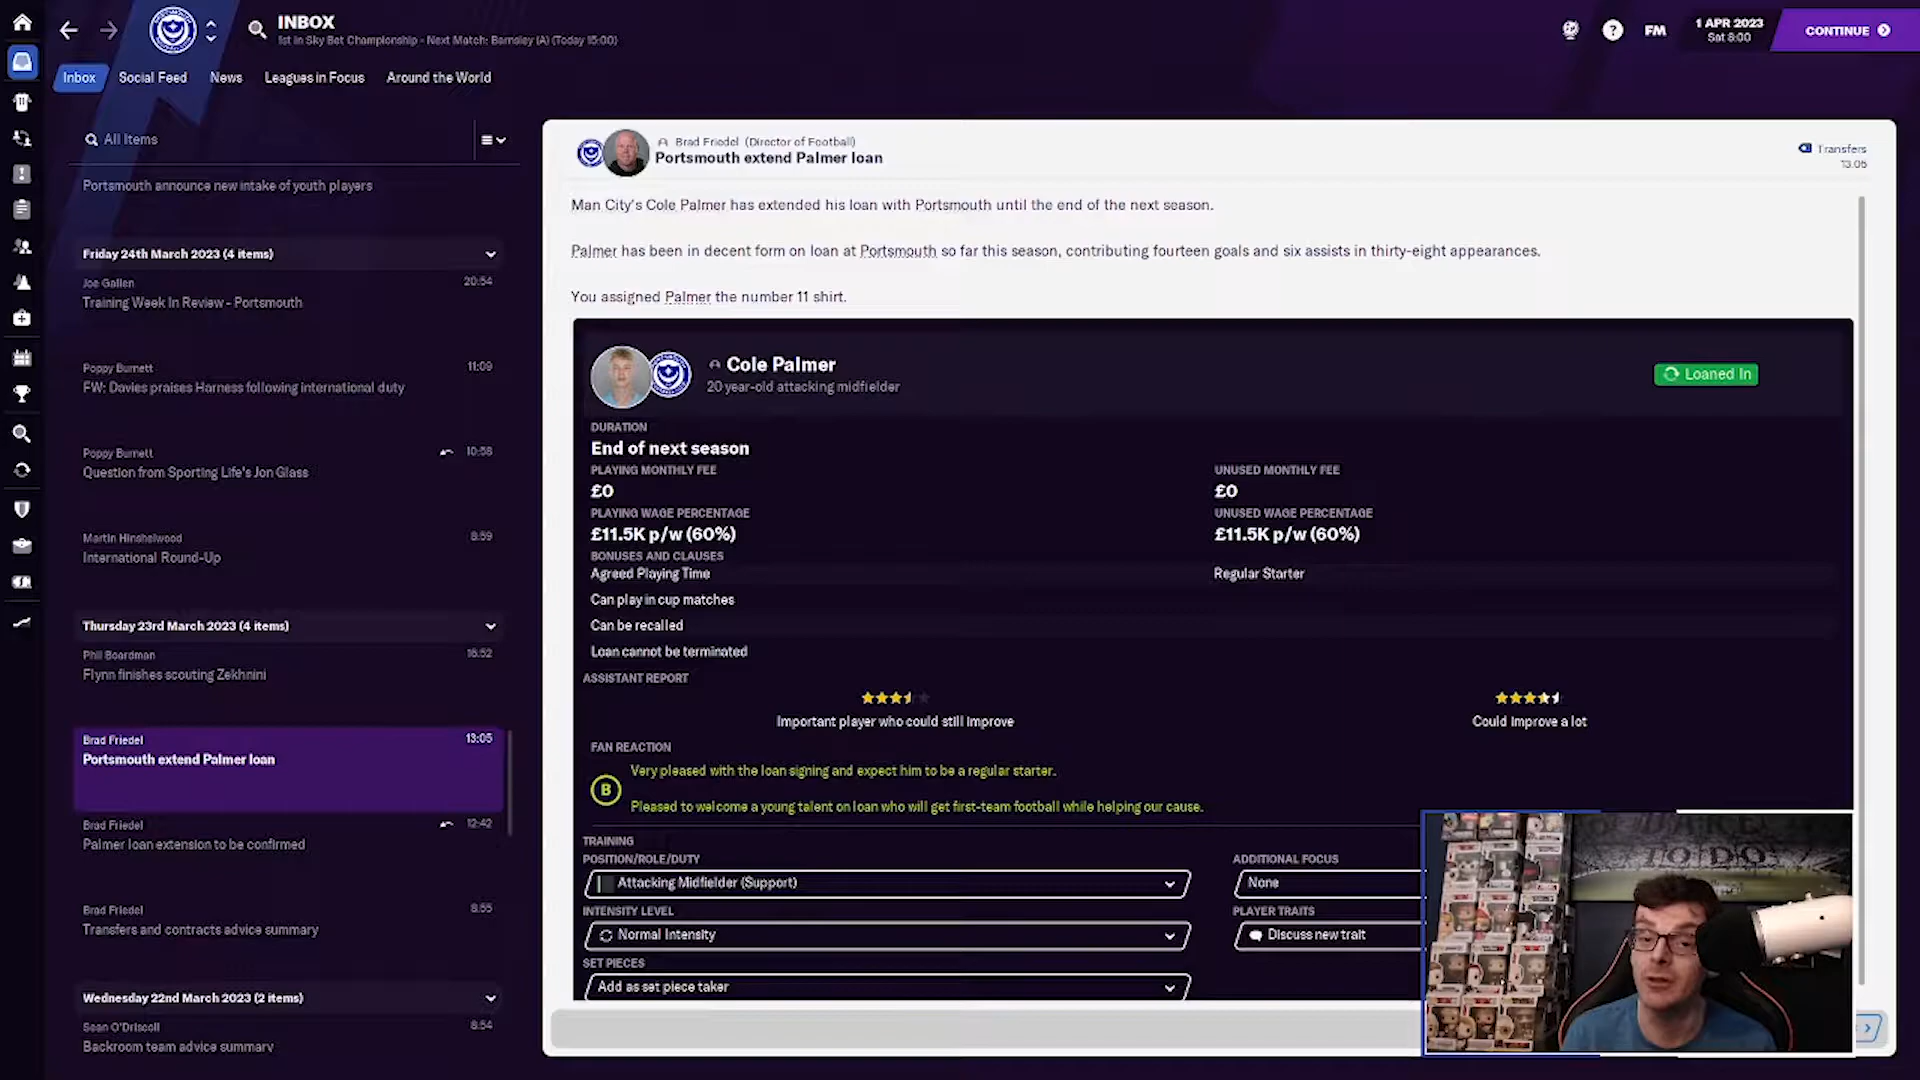 INBOX
1st in Sky Bet Championship - Next Match: Barnsley (A) (Today 15:00)
FM
1 APR 2023
Sat 8:00
CONTINUE
Inbox
Social Feed
News
Leagues in Focus
Around the World
All Items
Portsmouth announce new intake of youth players
Friday 24th March 2023 (4 items)
Joe Gallen
20:54
Training Week In Review - Portsmouth
Poppy Burnett
11:09
FW: Davies praises Harness following international duty
Poppy Burnett
10:58
Question from Sporting Life's Jon Glass
Martin Hinshelwood
8:59
International Round-Up
Thursday 23rd March 2023 (4 items)
Phil Boardman
16:52
Flynn finishes scouting Zekhnini
Brad Friedel
13:05
Portsmouth extend Palmer loan
Brad Friedel
12:42
Palmer loan extension to be confirmed
Brad Friedel
8:55
Transfers and contracts advice summary
Wednesday 22nd March 2023 (2 items)
Sean O'Driscoll
8:54
Backroom team advice summary
Brad Friedel (Director of Football)
Portsmouth extend Palmer loan
Transfers
13:05
Man City's Cole Palmer has extended his loan with Portsmouth until the end of the next season.
Palmer has been in decent form on loan at Portsmouth so far this season, contributing fourteen goals and six assists in thirty-eight appearances.
You assigned Palmer the number 11 shirt.
Cole Palmer
20 year-old attacking midfielder
Loaned In
DURATION
End of next season
PLAYING MONTHLY FEE
UNUSED MONTHLY FEE
£0
£0
PLAYING WAGE PERCENTAGE
UNUSED WAGE PERCENTAGE
£11.5K p/w (60%)
£11.5K p/w (60%)
BONUSES AND CLAUSES
Agreed Playing Time
Regular Starter
Can play in cup matches
Can be recalled
Loan cannot be terminated
ASSISTANT REPORT
Important player who could still improve
Could improve a lot
FAN REACTION
B
Very pleased with the loan signing and expect him to be a regular starter.
Pleased to welcome a young talent on loan who will get first-team football while helping our cause.
TRAINING
POSITION/ROLE/DUTY
ADDITIONAL FOCUS
Attacking Midfielder (Support)
None
INTENSITY LEVEL
PLAYER TRAITS
Normal Intensity
Discuss new trait
SET PIECES
Add as set piece taker
DARE
TO DO